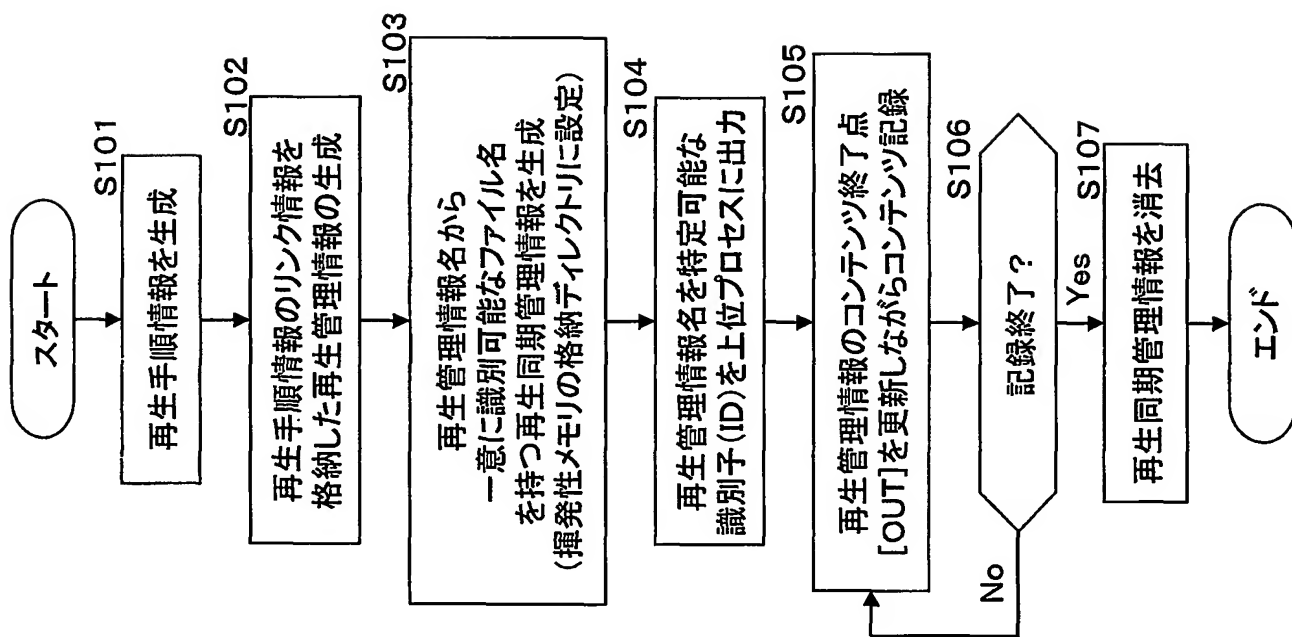 スタート
S101
再生手順情報を生成
S102
再生手順情報のリンク情報を
格納した再生管理情報の生成
S103
再生管理情報名から
一意に識別可能なファイル名
を持つ再生同期管理情報を生成
(揮発性メモリの格納ディレクトリに設定)
S104
再生管理情報名を特定可能な
識別子(ID)を上位プロセスに出力
S105
再生管理情報のコンテンツ終了点
[OUT]を更新しながらコンテンツ記録
S106
記録終了?
No
Yes
S107
再生同期管理情報を消去
エンド